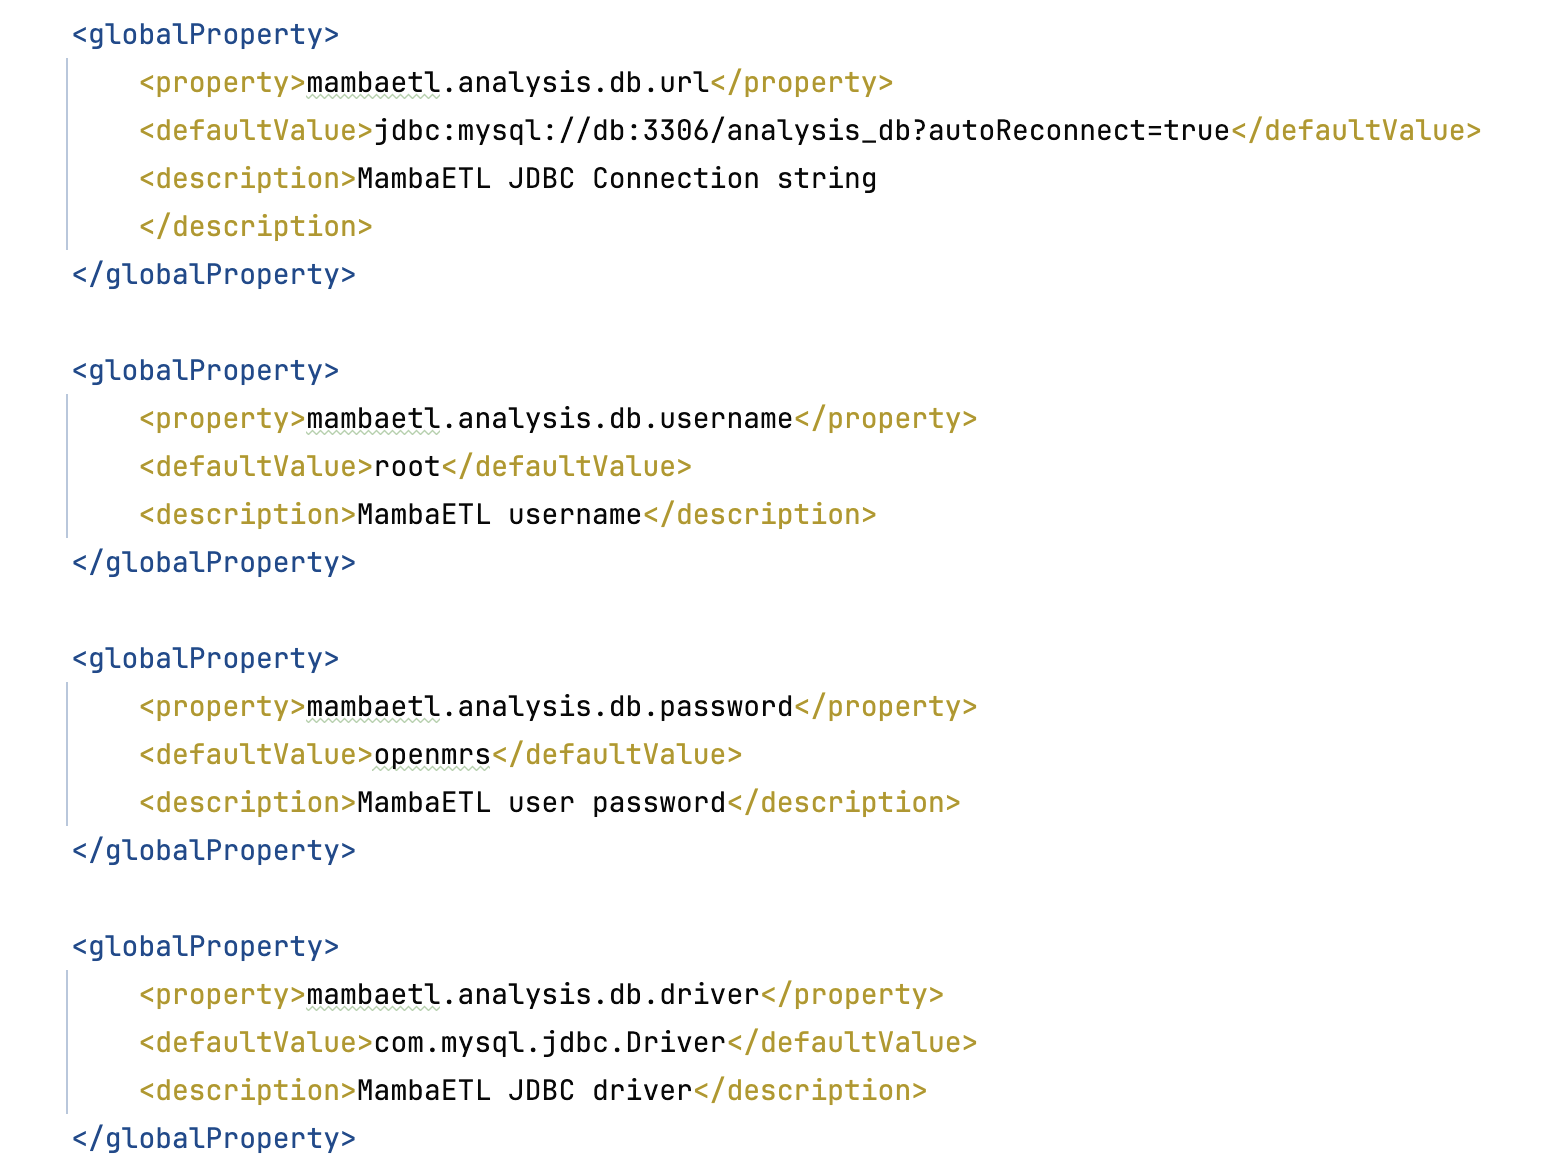 <globalProperty>
<property>mambaetl.analysis.db.url</property>
<defaultValue>jdbc:mysql://db:3306/analysis_db?autoReconnect=true</defaultValue>
<description>MambaETL JDBC Connection string
</description>
</globalProperty>
<globalProperty>
<property>mambaetl.analysis.db.username</property>
<defaultValue>root</defaultValue>
<description>MambaETL username</description>
</globalProperty>
<globalProperty>
<property>mambaetl.analysis.db.password</property>
<defaultValue>openmrs</defaultValue>
<description>MambaETL user password</description>
</globalProperty>
<globalProperty>
<property>mambaetl.analysis.db.driver</property>
<defaultValue>com.mysql.jdbc.Driver</defaultValue>
<description>MambaETL JDBC driver</description>
</globalProperty>